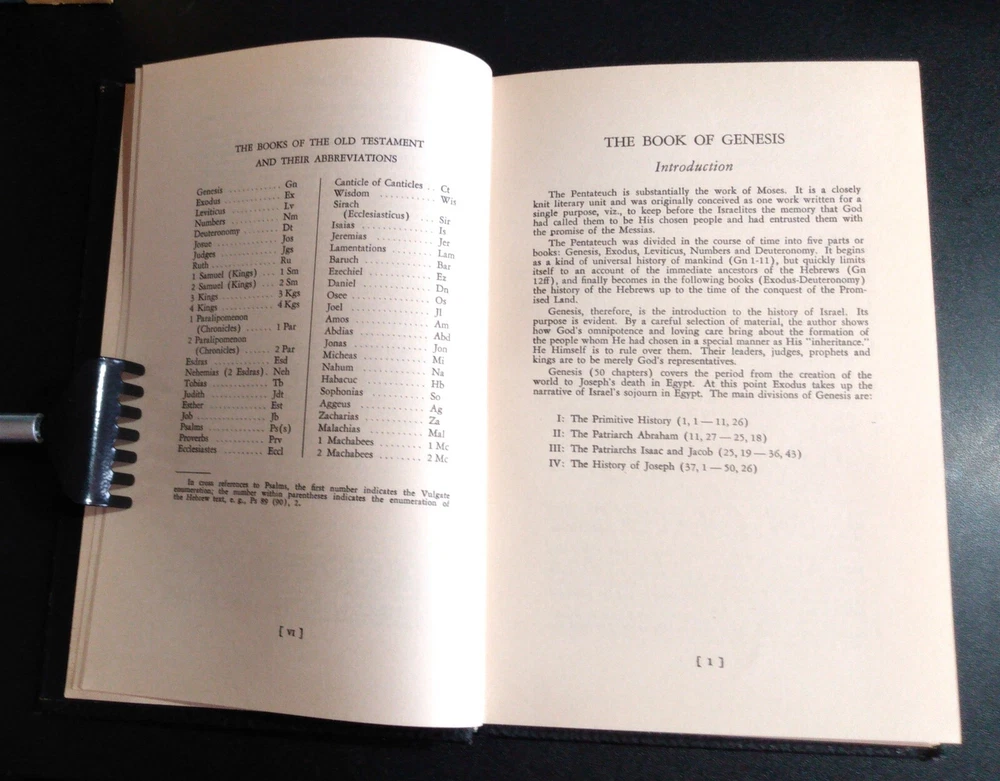 THE BOOKS OF THE OLD TESTAMENT
AND THEIR ABBREVIATIONS
Genesis .............. Gn
Exodus .............. Ex
Leviticus ............ Lv
Numbers ............ Nm
Deuteronomy ........ Dt
Josue ............... Jos
Judges .............. Jgs
Ruth ................ Ru
1 Samuel (Kings) ... 1 Sm
2 Samuel (Kings) ... 2 Sm
3 Kings ............ 3 Kgs
4 Kings ............ 4 Kgs
1 Paralipomenon
(Chronicles) ..... 1 Par
2 Paralipomenon
(Chronicles) ..... 2 Par
Esdras .............. Esd
Nehemias (2 Esdras) . Neh
Tobias .............. Tb
Judith .............. Jdt
Esther .............. Est
Job ................. Jb
Psalms .............. Ps(s)
Proverbs ............ Prv
Ecclesiastes ......... Eccl
Canticle of Canticles .. Ct
Wisdom ............ Wis
Sirach
(Ecclesiasticus) ... Sir
Isaias .............. Is
Jeremias ............ Jer
Lamentations ........ Lam
Baruch .............. Bar
Ezechiel ............ Ez
Daniel .............. Dn
Osee ................ Os
Joel ................ Jl
Amos ............... Am
Abdias .............. Abd
Jonas ............... Jon
Micheas ............. Mi
Nahum .............. Na
Habacuc ............ Hb
Sophonias ........... So
Aggeus .............. Ag
Zacharias ........... Za
Malachias ........... Mal
1 Machabees ........ 1 Mc
2 Machabees ........ 2 Mc
In cross references to Psalms, the first number indicates the Vulgate
enumeration; the number within parentheses indicates the enumeration of
the Hebrew text, e. g., Ps 89 (90), 2.
[ VI ]
THE BOOK OF GENESIS
Introduction
The Pentateuch is substantially the work of Moses. It is a closely
knit literary unit and was originally conceived as one work written for a
single purpose, viz., to keep before the Israelites the memory that God
had called them to be His chosen people and had entrusted them with
the promise of the Messias.
The Pentateuch was divided in the course of time into five parts or
books: Genesis, Exodus, Leviticus, Numbers and Deuteronomy. It begins
as a kind of universal history of mankind (Gn 1-11), but quickly limits
itself to an account of the immediate ancestors of the Hebrews (Gn
12ff), and finally becomes in the following books (Exodus-Deuteronomy)
the history of the Hebrews up to the time of the conquest of the Prom-
ised Land.
Genesis, therefore, is the introduction to the history of Israel. Its
purpose is evident. By a careful selection of material, the author shows
how God's omnipotence and loving care bring about the formation of
the people whom He had chosen in a special manner as His "inheritance."
He Himself is to rule over them. Their leaders, judges, prophets and
kings are to be merely God's representatives.
Genesis (50 chapters) covers the period from the creation of the
world to Joseph's death in Egypt. At this point Exodus takes up the
narrative of Israel's sojourn in Egypt. The main divisions of Genesis are:
I: The Primitive History (1, 1 — 11, 26)
II: The Patriarch Abraham (11, 27 — 25, 18)
III: The Patriarchs Isaac and Jacob (25, 19 — 36, 43)
IV: The History of Joseph (37, 1 — 50, 26)
[ 1 ]